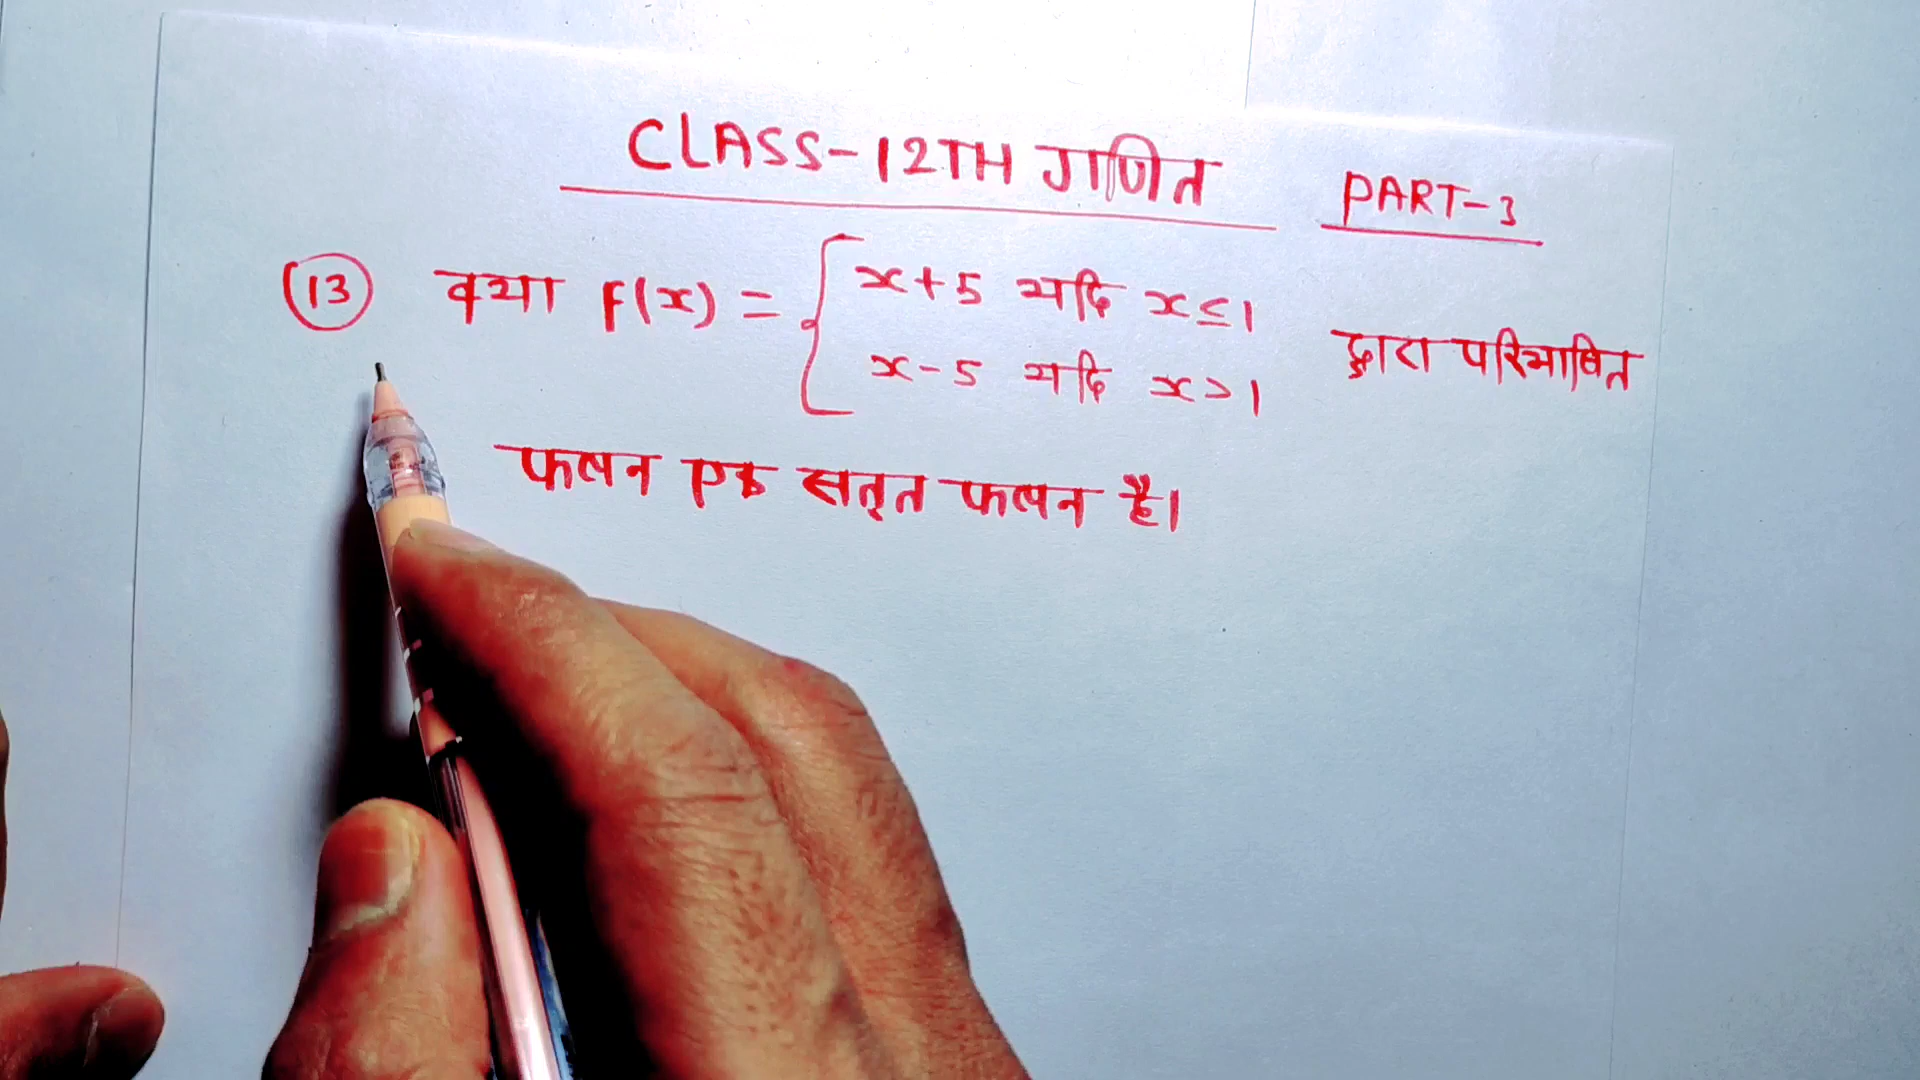 CLASS-12TH गणित PART-3
(13) क्या F(x) = { x+5 यदि x≤1
x-5 यदि x>1 द्वारा परिभाषित
फलन एक सतत् फलन है।